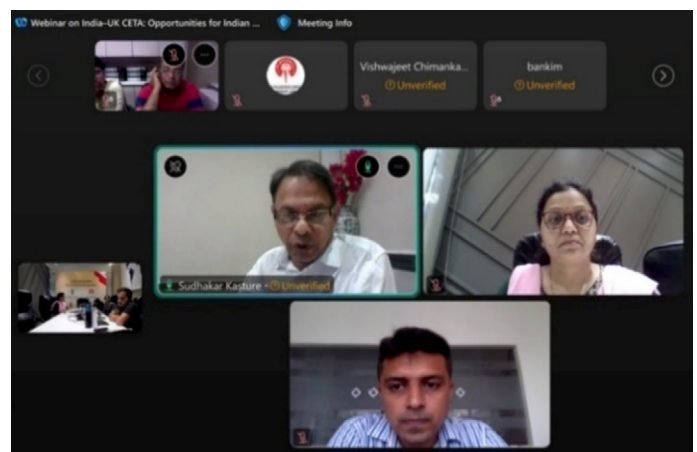 Webinar on India–UK CETA: Opportunities for Indian ...
Meeting Info
Vishwajeet Chimanka...
Unverified
bankim
Unverified
Sudhakar Kasture • Unverified